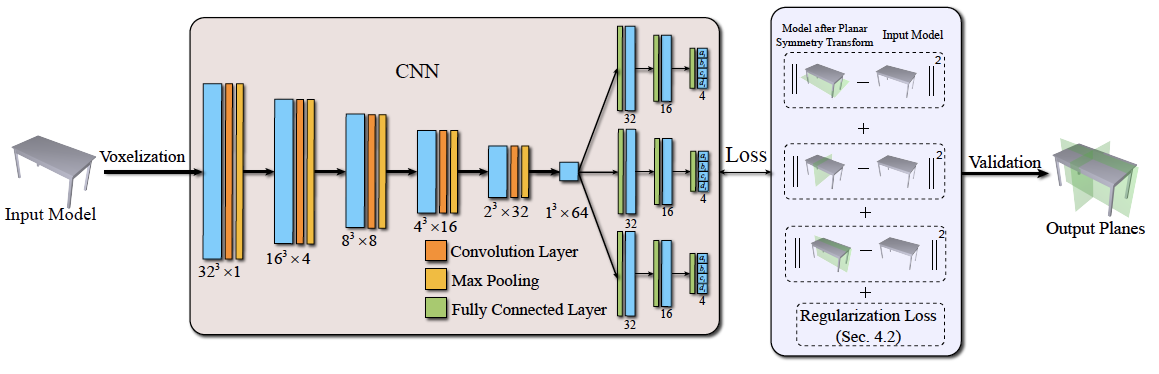 Input Model
Voxelization
CNN
32³ ×1
16³ ×4
8³ ×8
4³ ×16
2³ ×32
1³ ×64
Convolution Layer
Max Pooling
Fully Connected Layer
32
16
4
32
16
4
32
16
4
Loss
Model after Planar
Symmetry Transform
Input Model
|| − ||²
+
|| − ||²
+
|| − ||²
+
Regularization Loss
(Sec. 4.2)
Validation
Output Planes